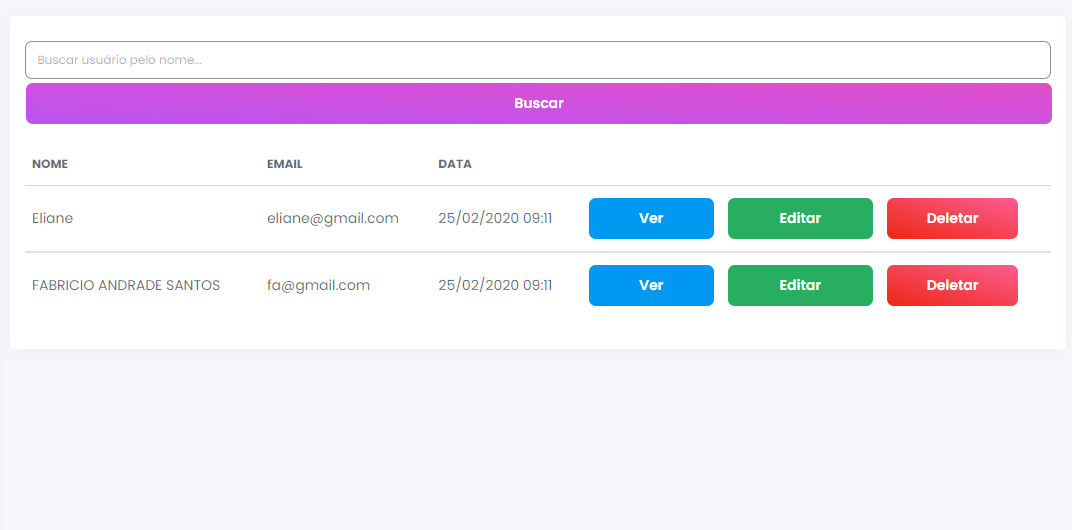 Buscar usuário pelo nome...
Buscar
NOME EMAIL DATA
Eliane eliane@gmail.com 25/02/2020 09:11 Ver Editar Deletar
FABRICIO ANDRADE SANTOS fa@gmail.com 25/02/2020 09:11 Ver Editar Deletar